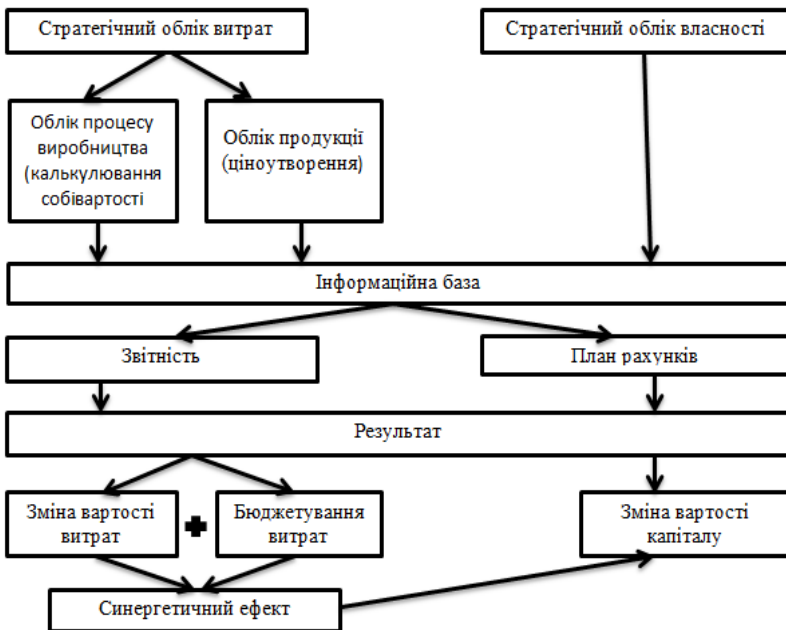 Стратегічний облік витрат
Стратегічний облік власності
Облік процесу
виробництва
(калькулювання
собівартості
Облік продукції
(ціноутворення)
Інформаційна база
Звітність
План рахунків
Результат
Зміна вартості
витрат
Бюджетування
витрат
Зміна вартості
капіталу
Синергетичний ефект